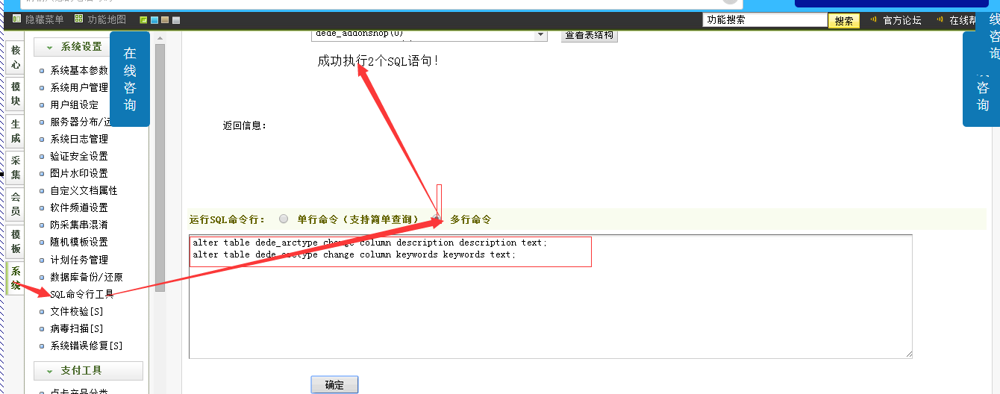 隐藏菜单 功能地图 功能搜索 搜索 官方论坛 在线帮
核心
模块
生成
采集
会员
模板
系统
系统设置
系统基本参数
系统用户管理
用户组设定
服务器分布/远
系统日志管理
验证安全设置
图片水印设置
自定义文档属性
软件频道设置
防采集串混淆
随机模板设置
计划任务管理
数据库备份/还原
SQL命令行工具
文件校验[S]
病毒扫描[S]
系统错误修复[S]
支付工具
点卡产品分类
在线咨询
dede_addonshop(0) 查看表结构
成功执行2个SQL语句！
返回信息：
运行SQL命令行： 单行命令（支持简单查询） 多行命令
alter table dede_arctype change column description description text;
alter table dede_arctype change column keywords keywords text;
确定
线咨询
咨询